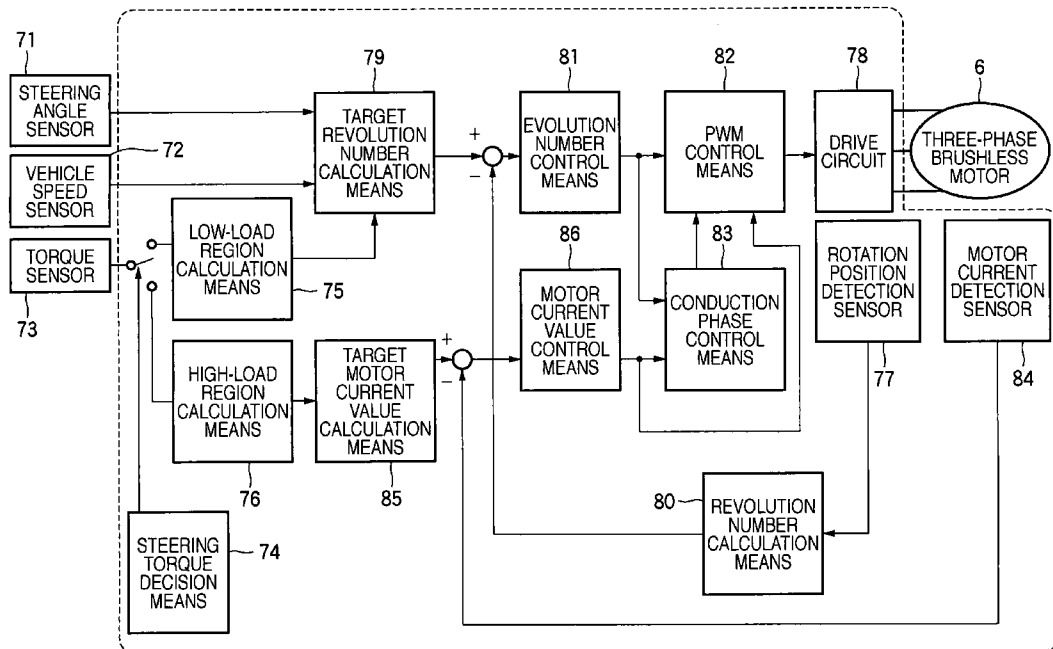 71
STEERING
ANGLE
SENSOR
72
VEHICLE
SPEED
SENSOR
TORQUE
SENSOR
73
79
TARGET
REVOLUTION
NUMBER
CALCULATION
MEANS
LOW-LOAD
REGION
CALCULATION
MEANS
75
HIGH-LOAD
REGION
CALCULATION
MEANS
76
TARGET
MOTOR
CURRENT
VALUE
CALCULATION
MEANS
85
STEERING
TORQUE
DECISION
MEANS
74
+
−
+
−
81
EVOLUTION
NUMBER
CONTROL
MEANS
86
MOTOR
CURRENT
VALUE
CONTROL
MEANS
82
PWM
CONTROL
MEANS
83
CONDUCTION
PHASE
CONTROL
MEANS
78
DRIVE
CIRCUIT
6
THREE-PHASE
BRUSHLESS
MOTOR
ROTATION
POSITION
DETECTION
SENSOR
77
MOTOR
CURRENT
DETECTION
SENSOR
84
80
REVOLUTION
NUMBER
CALCULATION
MEANS